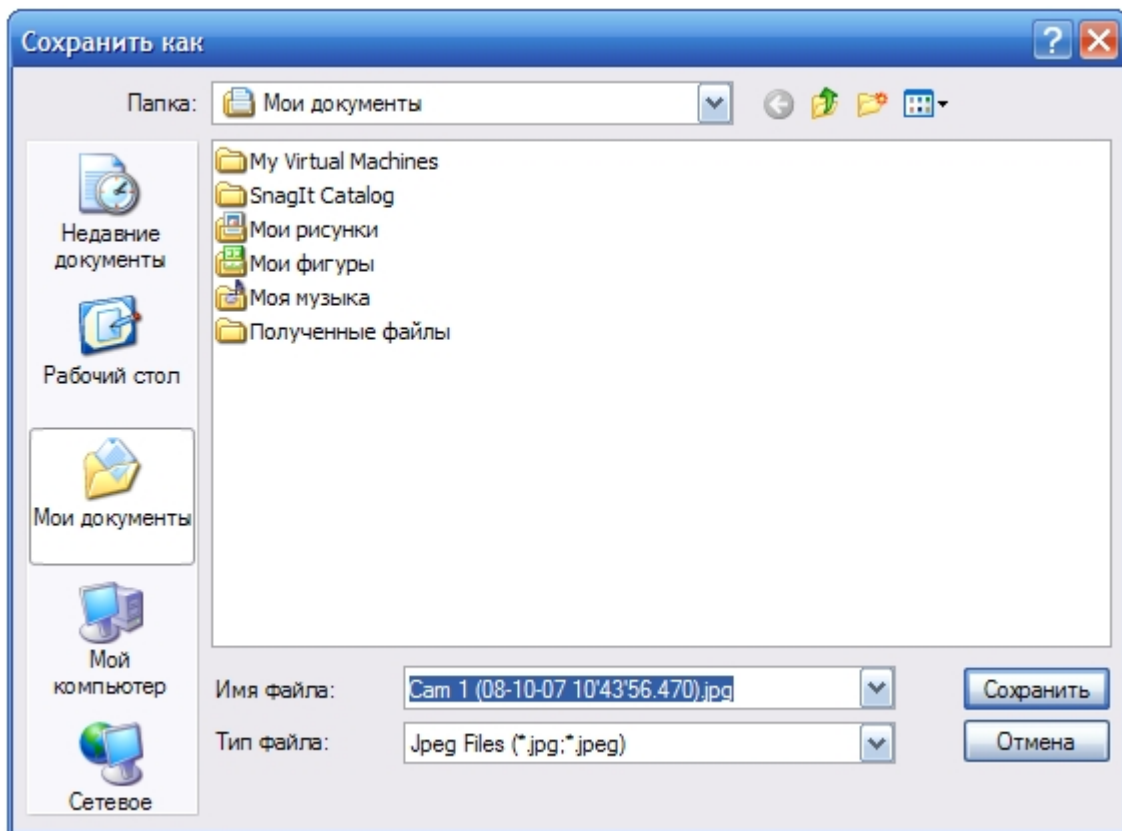 Сохранить как
Папка:
Мои документы
Недавние
документы
Рабочий стол
Мои документы
Мой
компьютер
Сетевое
My Virtual Machines
SnagIt Catalog
Мои рисунки
Мои фигуры
Моя музыка
Полученные файлы
Имя файла:
Cam 1 (08-10-07 10'43'56.470).jpg
Сохранить
Тип файла:
Jpeg Files (*.jpg;*.jpeg)
Отмена